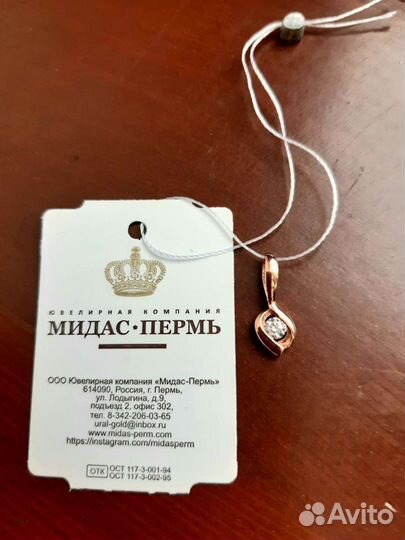 ЮВЕЛИРНАЯ КОМПАНИЯ
МИДАС·ПЕРМЬ
ООО Ювелирная компания «Мидас-Пермь»
614090, Россия, г. Пермь,
ул. Лодыгина, д.9,
подъезд 2, офис 302,
тел. 8-342-206-03-65
ural-gold@inbox.ru
www.midas-perm.com
https://instagram.com/midasperm
ОТК ОСТ 117-3-001-94
ОСТ 117-3-002-95
Avito